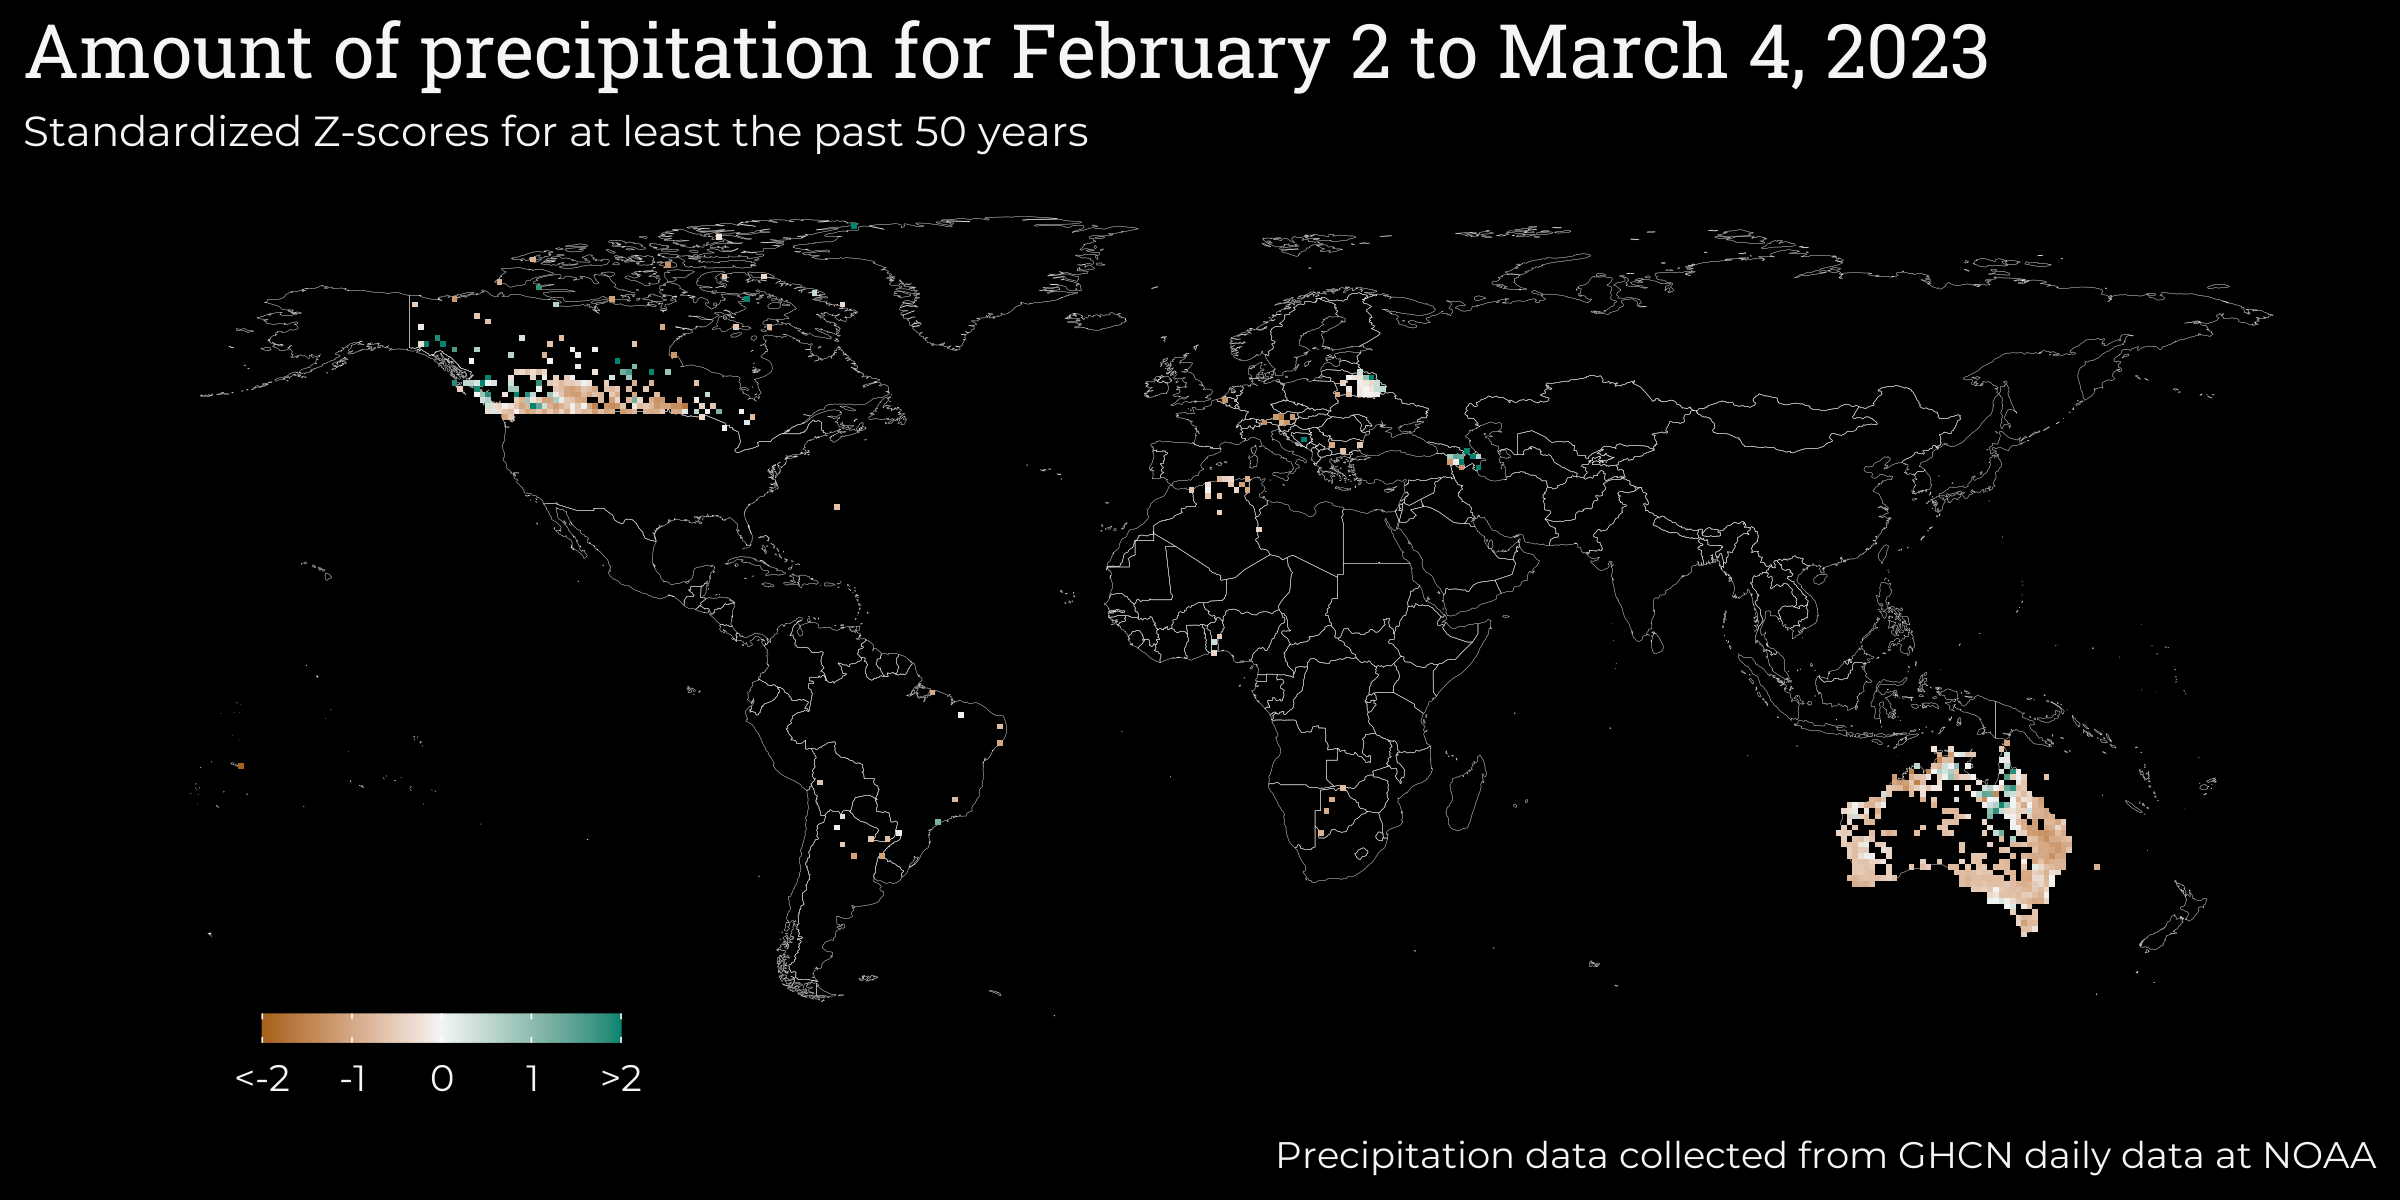 Amount of precipitation for February 2 to March 4, 2023
Standardized Z-scores for at least the past 50 years
<-2 -1 0 1 >2
Precipitation data collected from GHCN daily data at NOAA